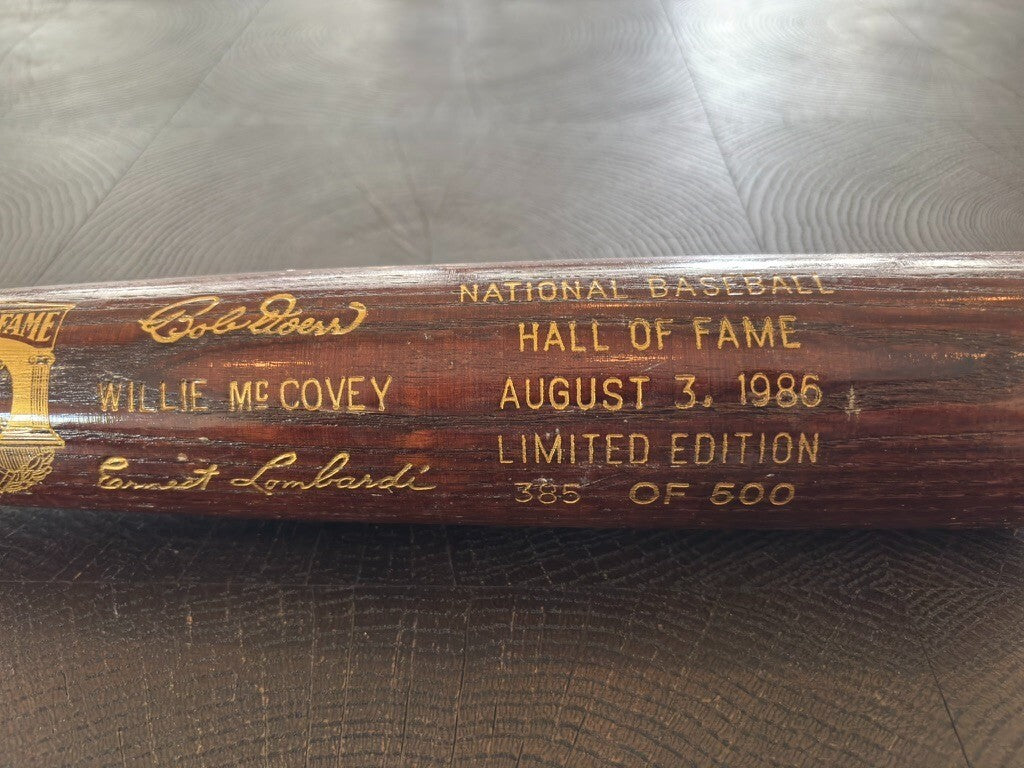 FAME
Bob Doerr
WILLIE McCOVEY
Ernest Lombardi
NATIONAL BASEBALL
HALL OF FAME
AUGUST 3, 1986
LIMITED EDITION
385 OF 500